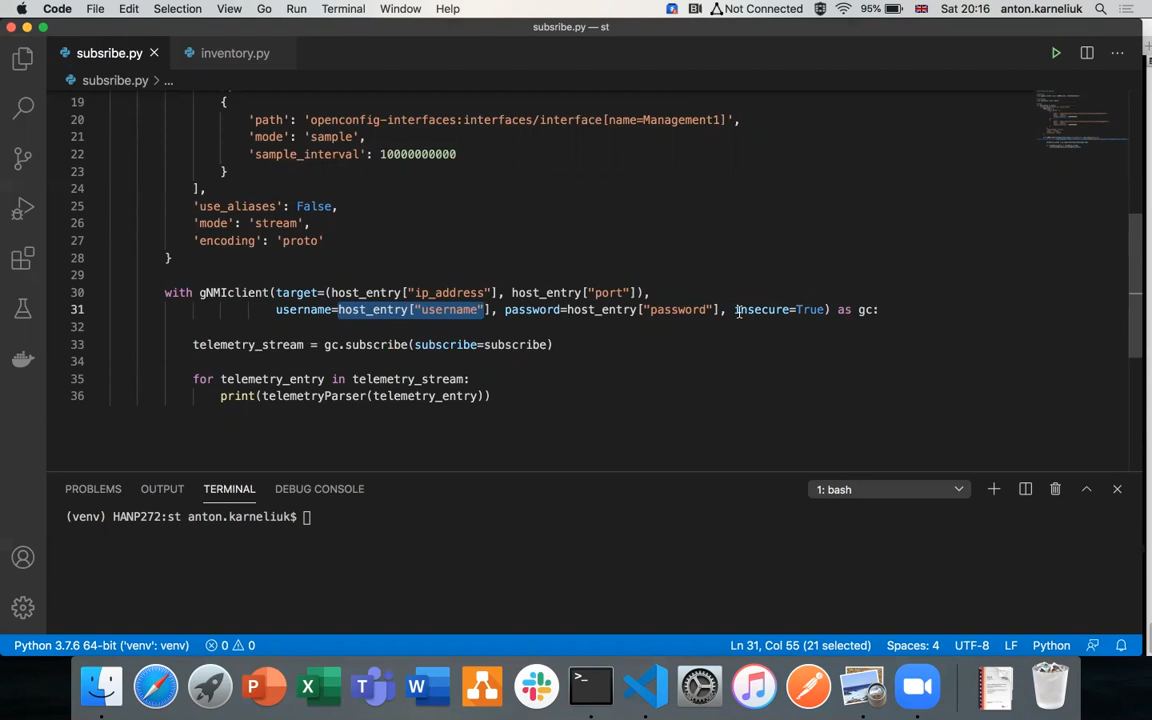 Code File Edit Selection View Go Run Terminal Window Help Not Connected 95% Sat 20:16 anton.karneliuk
subsribe.py — st
subsribe.py inventory.py
subsribe.py > ...
19 {
20 'path': 'openconfig-interfaces:interfaces/interface[name=Management1]',
21 'mode': 'sample',
22 'sample_interval': 10000000000
23 }
24 ],
25 'use_aliases': False,
26 'mode': 'stream',
27 'encoding': 'proto'
28 }
29
30 with gNMIclient(target=(host_entry["ip_address"], host_entry["port"]),
31 username=host_entry["username"], password=host_entry["password"], insecure=True) as gc:
32
33 telemetry_stream = gc.subscribe(subscribe=subscribe)
34
35 for telemetry_entry in telemetry_stream:
36 print(telemetryParser(telemetry_entry))
PROBLEMS OUTPUT TERMINAL DEBUG CONSOLE 1: bash
(venv) HANP272:st anton.karneliuk$
Python 3.7.6 64-bit ('venv': venv) 0 0 Ln 31, Col 55 (21 selected) Spaces: 4 UTF-8 LF Python